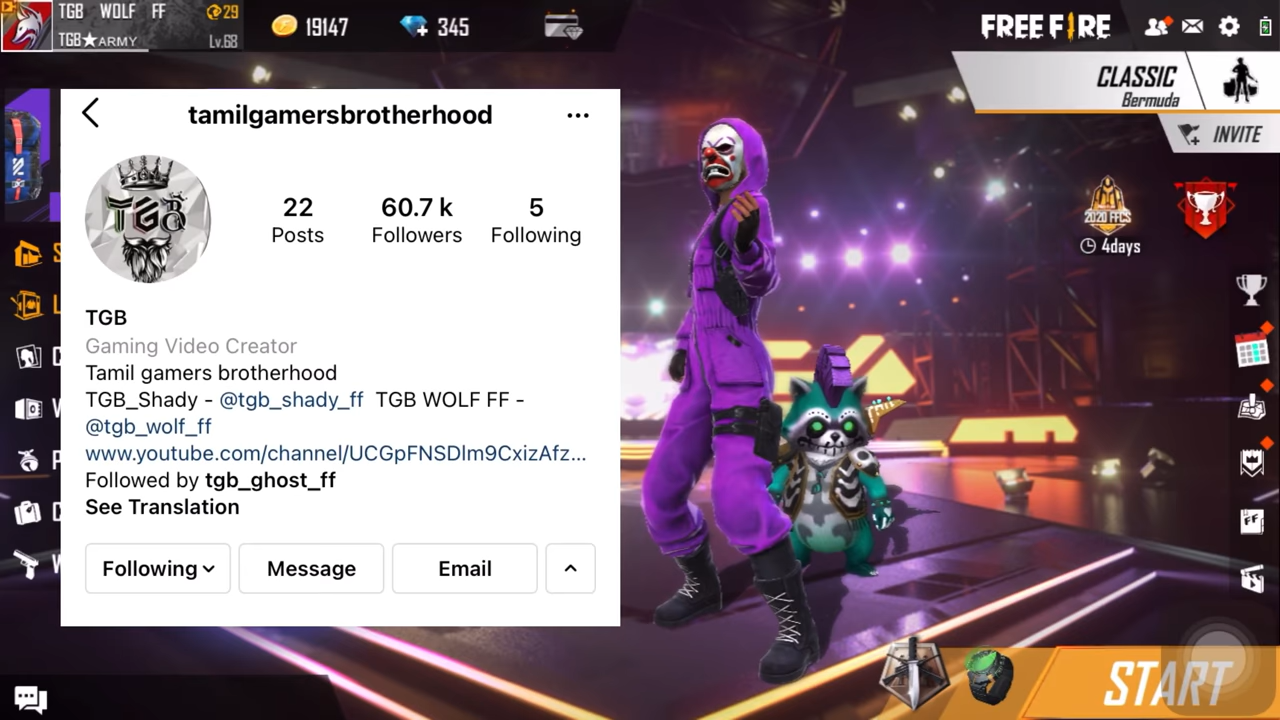 TGB WOLF FF
29
TGB★ARMY
Lv.68
19147
345
FREE FIRE
CLASSIC
Bermuda
INVITE
2020 FFCS
4days
tamilgamersbrotherhood
TGB
22
60.7 k
5
Posts
Followers
Following
TGB
Gaming Video Creator
Tamil gamers brotherhood
TGB_Shady - @tgb_shady_ff TGB WOLF FF -
@tgb_wolf_ff
www.youtube.com/channel/UCGpFNSDlm9CxizAfz...
Followed by tgb_ghost_ff
See Translation
Following
Message
Email
FF
START